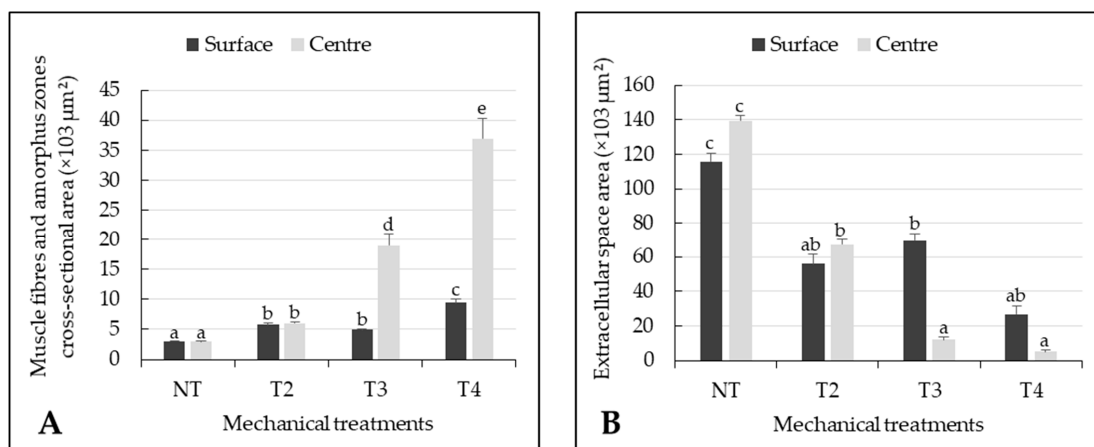 Surface Centre
Muscle fibres and amorphus zones
cross-sectional area (×103 µm²)
45
40
35
30
25
20
15
10
5
0
a a b b b d c e
NT T2 T3 T4
Mechanical treatments
A
Surface Centre
Extracellular space area (×103 µm²)
160
140
120
100
80
60
40
20
0
c c ab b b a ab a
NT T2 T3 T4
Mechanical treatments
B